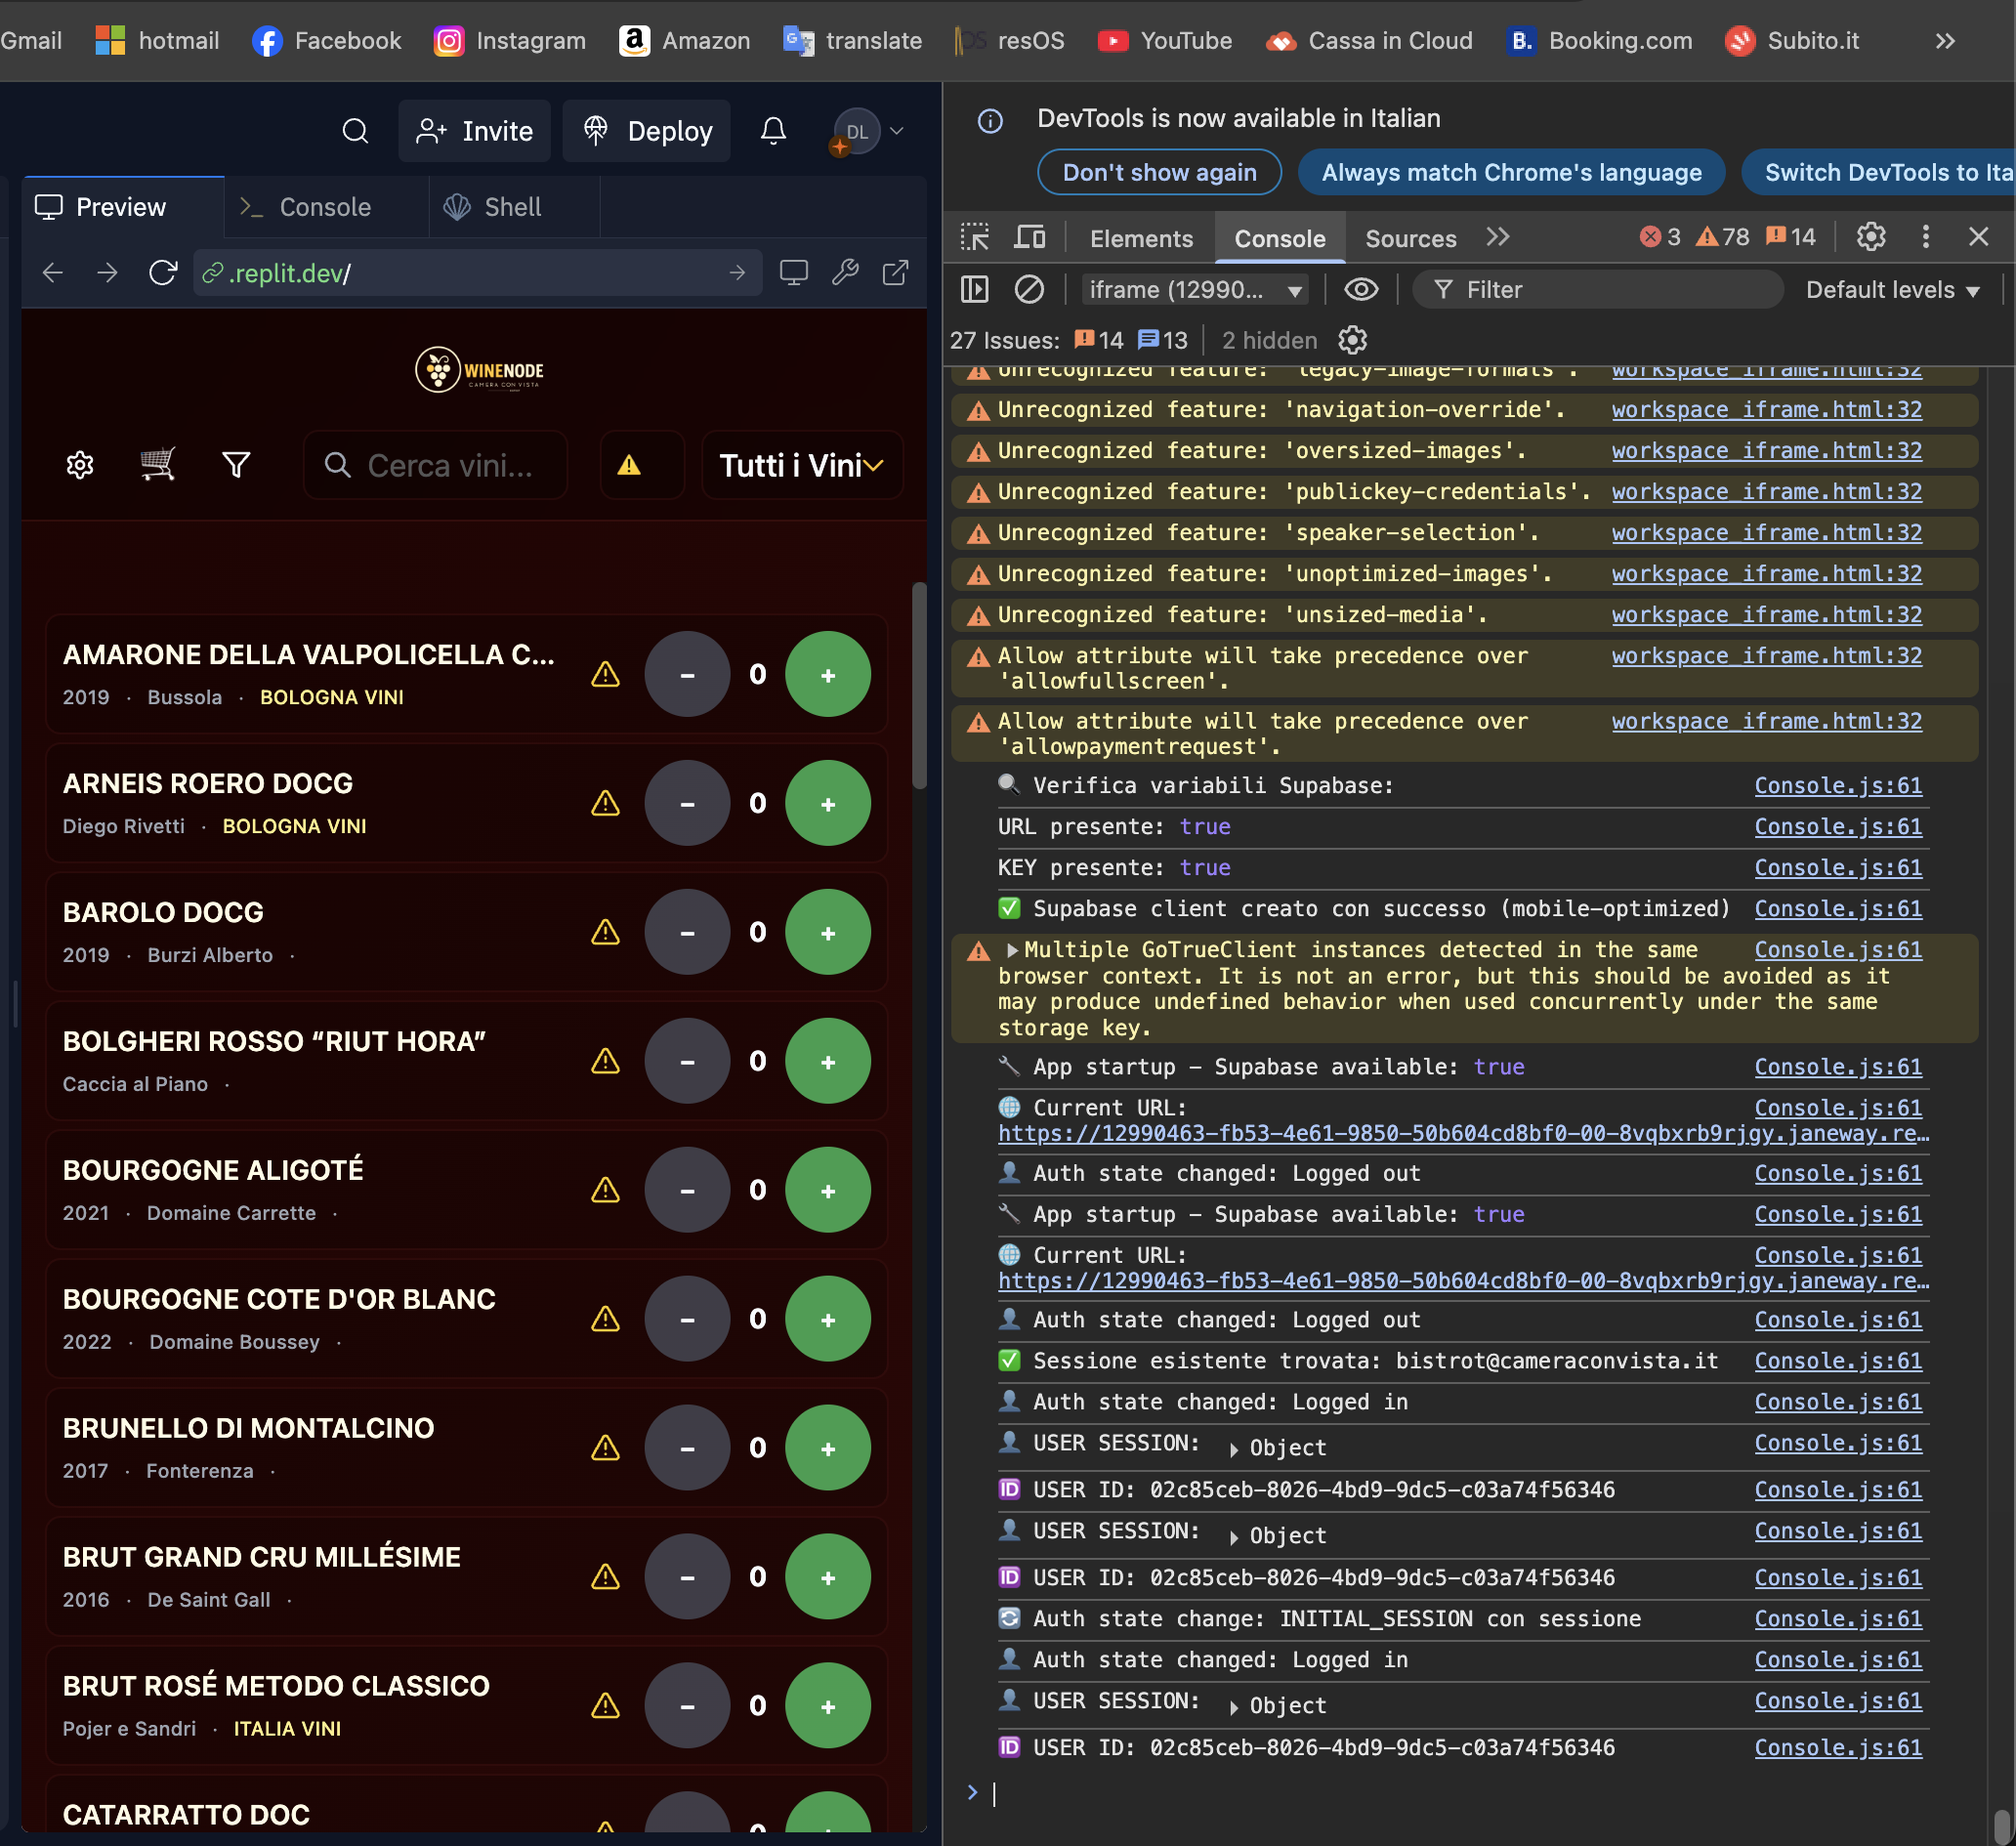 Gmail hotmail Facebook Instagram Amazon translate resOS YouTube Cassa in Cloud B. Booking.com Subito.it
Invite Deploy DL
Preview Console Shell
.replit.dev/
WINENODE
CAMERA CON VISTA
Cerca vini... Tutti i Vini
AMARONE DELLA VALPOLICELLA C... – 0 +
2019 · Bussola · BOLOGNA VINI
ARNEIS ROERO DOCG – 0 +
Diego Rivetti · BOLOGNA VINI
BAROLO DOCG – 0 +
2019 · Burzi Alberto ·
BOLGHERI ROSSO “RIUT HORA” – 0 +
Caccia al Piano ·
BOURGOGNE ALIGOTÉ – 0 +
2021 · Domaine Carrette ·
BOURGOGNE COTE D'OR BLANC – 0 +
2022 · Domaine Boussey ·
BRUNELLO DI MONTALCINO – 0 +
2017 · Fonterenza ·
BRUT GRAND CRU MILLÉSIME – 0 +
2016 · De Saint Gall ·
BRUT ROSÉ METODO CLASSICO – 0 +
Pojer e Sandri · ITALIA VINI
CATARRATTO DOC
DevTools is now available in Italian
Don't show again Always match Chrome's language Switch DevTools to Ita
Elements Console Sources 3 78 14
iframe (12990... Filter Default levels
27 Issues: 14 13 2 hidden
Unrecognized feature: 'legacy-image-formats'. workspace_iframe.html:32
Unrecognized feature: 'navigation-override'. workspace_iframe.html:32
Unrecognized feature: 'oversized-images'. workspace_iframe.html:32
Unrecognized feature: 'publickey-credentials'. workspace_iframe.html:32
Unrecognized feature: 'speaker-selection'. workspace_iframe.html:32
Unrecognized feature: 'unoptimized-images'. workspace_iframe.html:32
Unrecognized feature: 'unsized-media'. workspace_iframe.html:32
Allow attribute will take precedence over workspace_iframe.html:32
'allowfullscreen'.
Allow attribute will take precedence over workspace_iframe.html:32
'allowpaymentrequest'.
🔍 Verifica variabili Supabase: Console.js:61
URL presente: true Console.js:61
KEY presente: true Console.js:61
✅ Supabase client creato con successo (mobile-optimized) Console.js:61
Multiple GoTrueClient instances detected in the same Console.js:61
browser context. It is not an error, but this should be avoided as it
may produce undefined behavior when used concurrently under the same
storage key.
🔧 App startup – Supabase available: true Console.js:61
🌐 Current URL: Console.js:61
https://12990463-fb53-4e61-9850-50b604cd8bf0-00-8vqbxrb9rjgy.janeway.re…
👤 Auth state changed: Logged out Console.js:61
🔧 App startup – Supabase available: true Console.js:61
🌐 Current URL: Console.js:61
https://12990463-fb53-4e61-9850-50b604cd8bf0-00-8vqbxrb9rjgy.janeway.re…
👤 Auth state changed: Logged out Console.js:61
✅ Sessione esistente trovata: bistrot@cameraconvista.it Console.js:61
👤 Auth state changed: Logged in Console.js:61
👤 USER SESSION: Object Console.js:61
🆔 USER ID: 02c85ceb-8026-4bd9-9dc5-c03a74f56346 Console.js:61
👤 USER SESSION: Object Console.js:61
🆔 USER ID: 02c85ceb-8026-4bd9-9dc5-c03a74f56346 Console.js:61
🔄 Auth state change: INITIAL_SESSION con sessione Console.js:61
👤 Auth state changed: Logged in Console.js:61
👤 USER SESSION: Object Console.js:61
🆔 USER ID: 02c85ceb-8026-4bd9-9dc5-c03a74f56346 Console.js:61